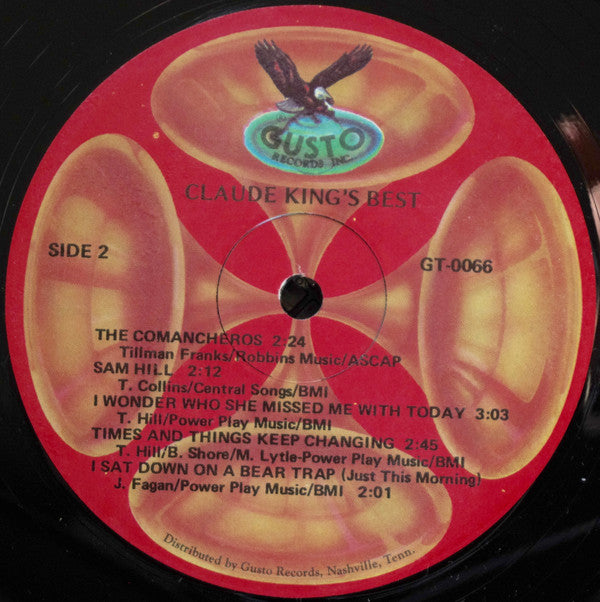 GUSTO
RECORDS INC.
CLAUDE KING'S BEST
SIDE 2
GT-0066
THE COMANCHEROS 2:24
Tillman Franks/Robbins Music/ASCAP
SAM HILL 2:12
T. Collins/Central Songs/BMI
I WONDER WHO SHE MISSED ME WITH TODAY 3:03
T. Hill/Power Play Music/BMI
TIMES AND THINGS KEEP CHANGING 2:45
T. Hill/B. Shore/M. Lytle-Power Play Music/BMI
I SAT DOWN ON A BEAR TRAP (Just This Morning)
J. Fagan/Power Play Music/BMI 2:01
Distributed by Gusto Records, Nashville, Tenn.